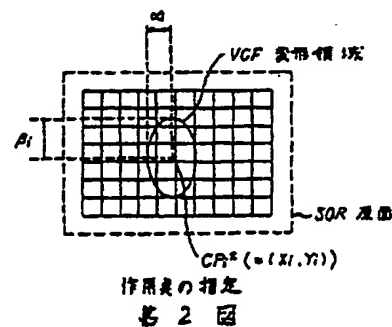 α
VCF 変形領域
βi
SOR 原画
CPi*(=(Xi,Yi))
作用点の指定
第 2 図